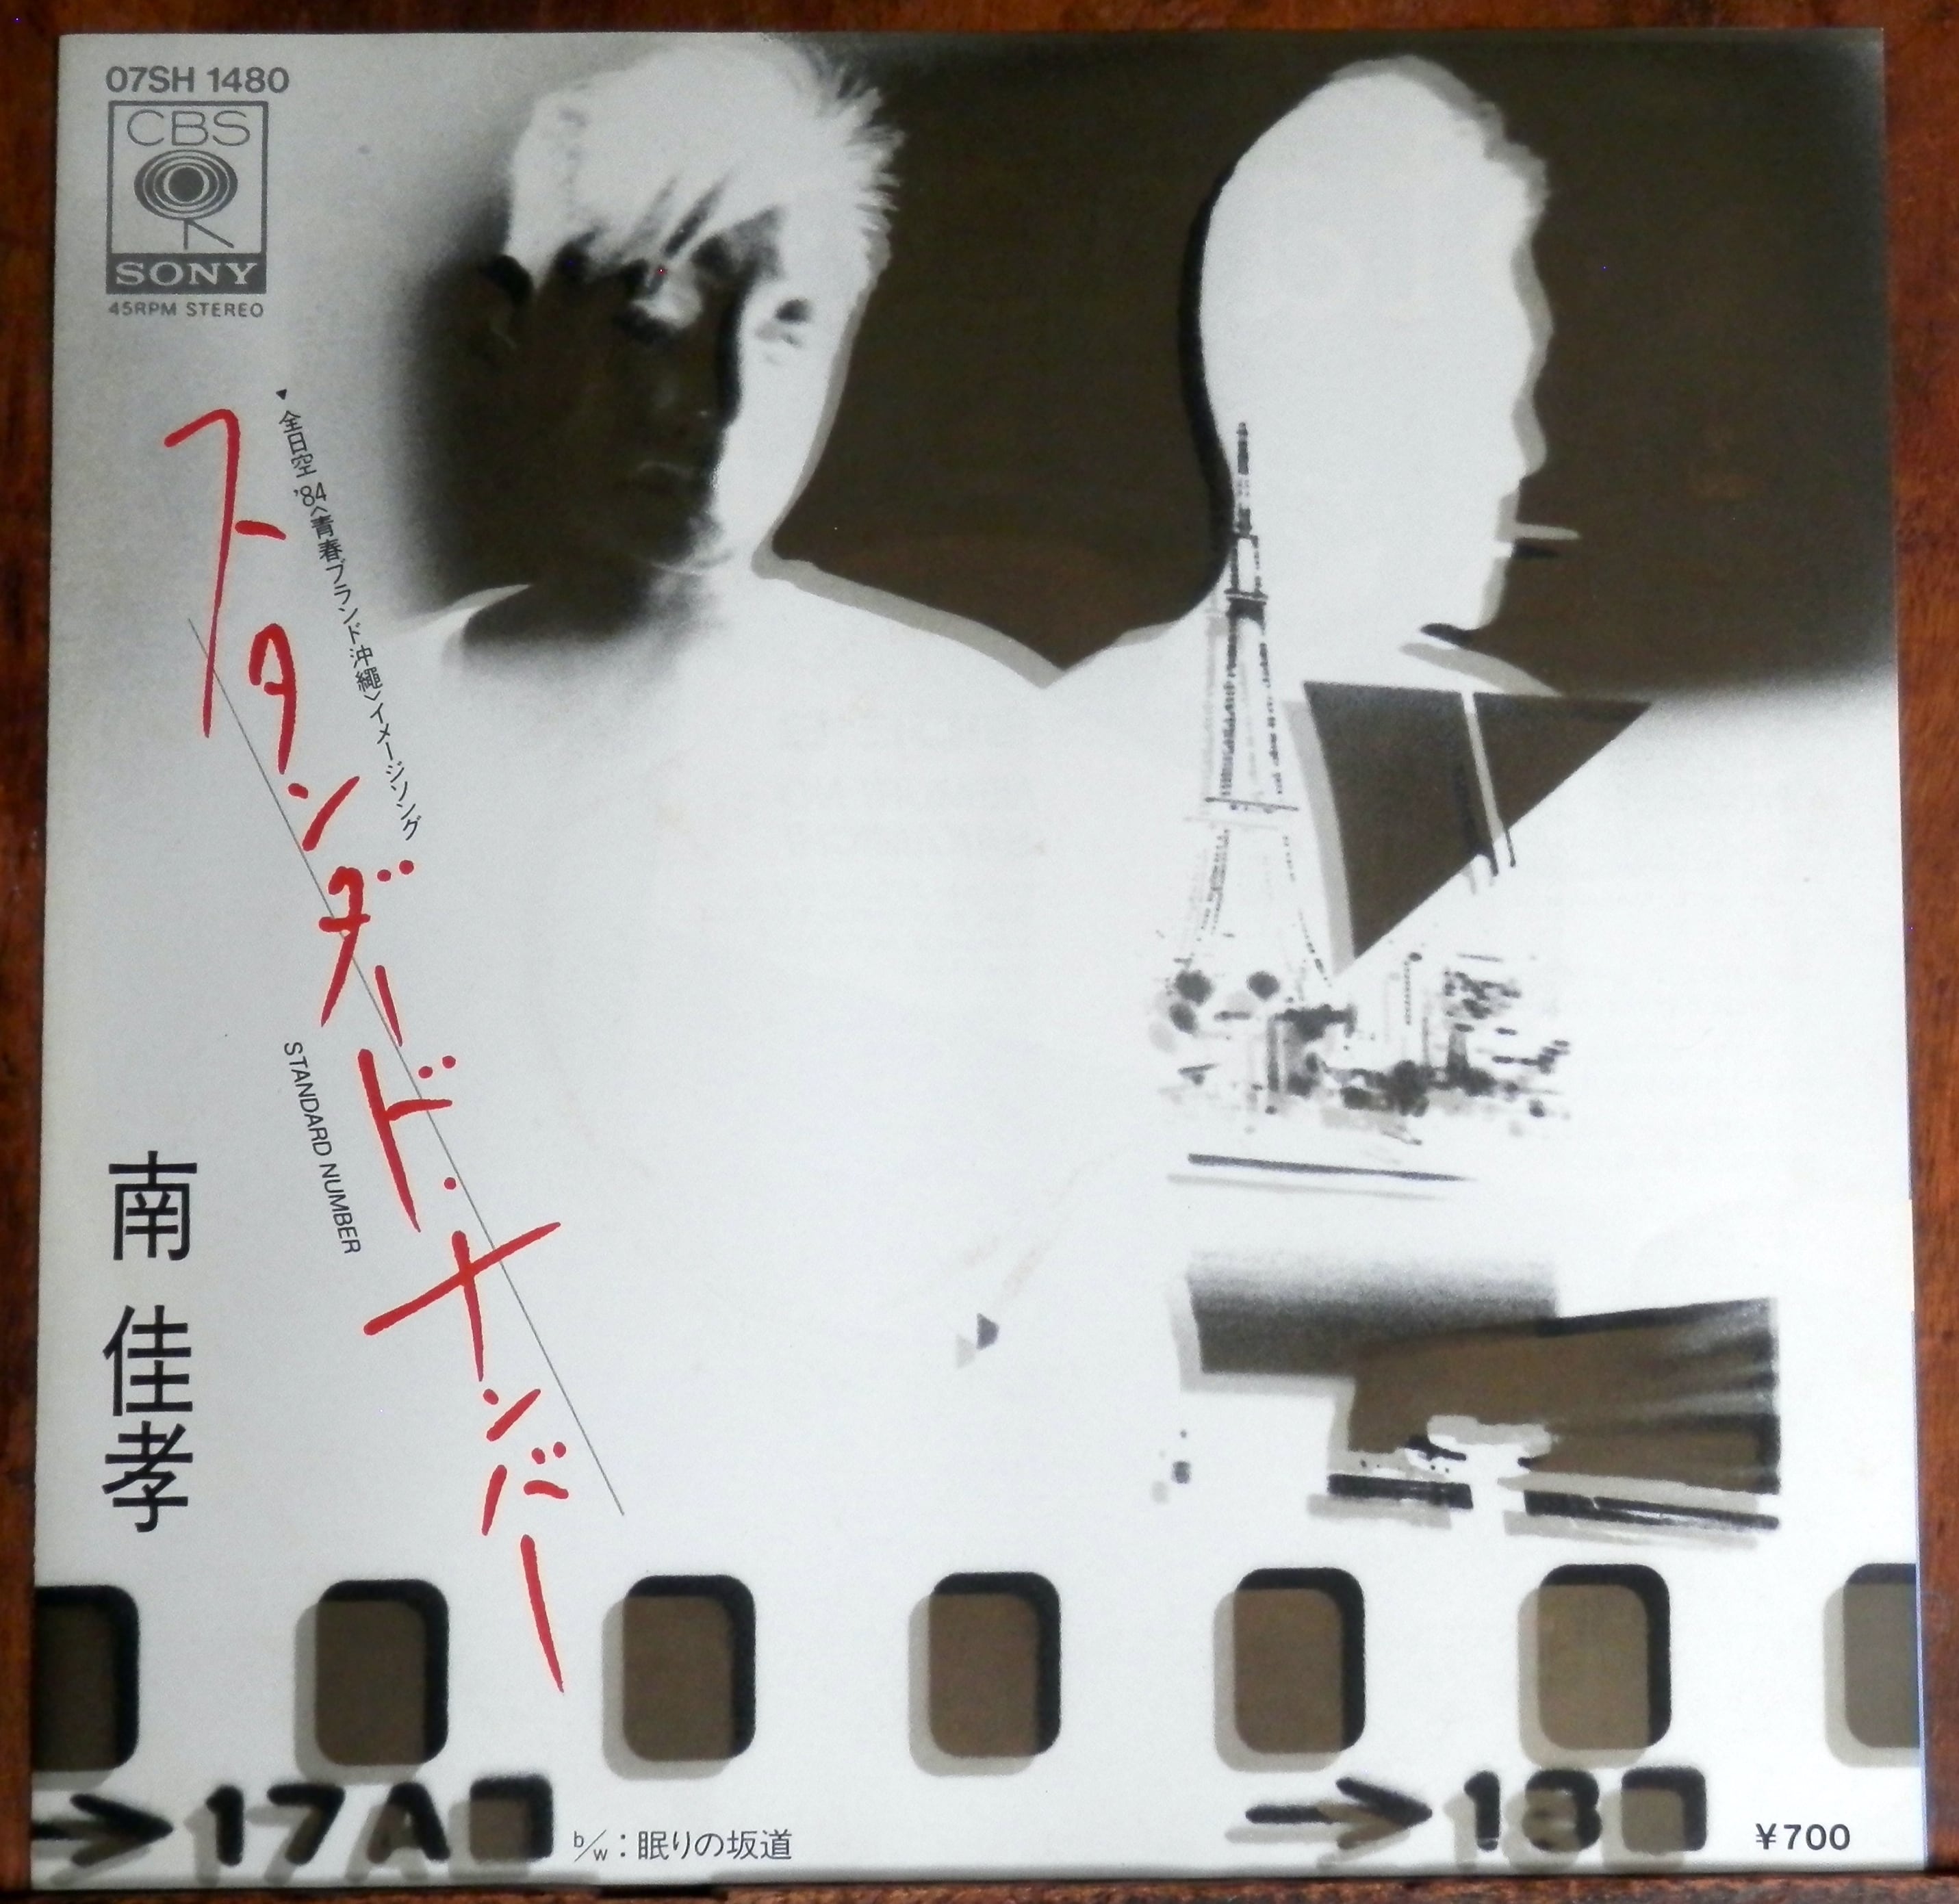 07SH 1480
CBS
SONY
45RPM STEREO
全日空 '84〈青春ブランド沖縄〉イメージソング
スタンダード・ナンバー
STANDARD NUMBER
南 佳孝
→17A
b/w：眠りの坂道
→18
¥700